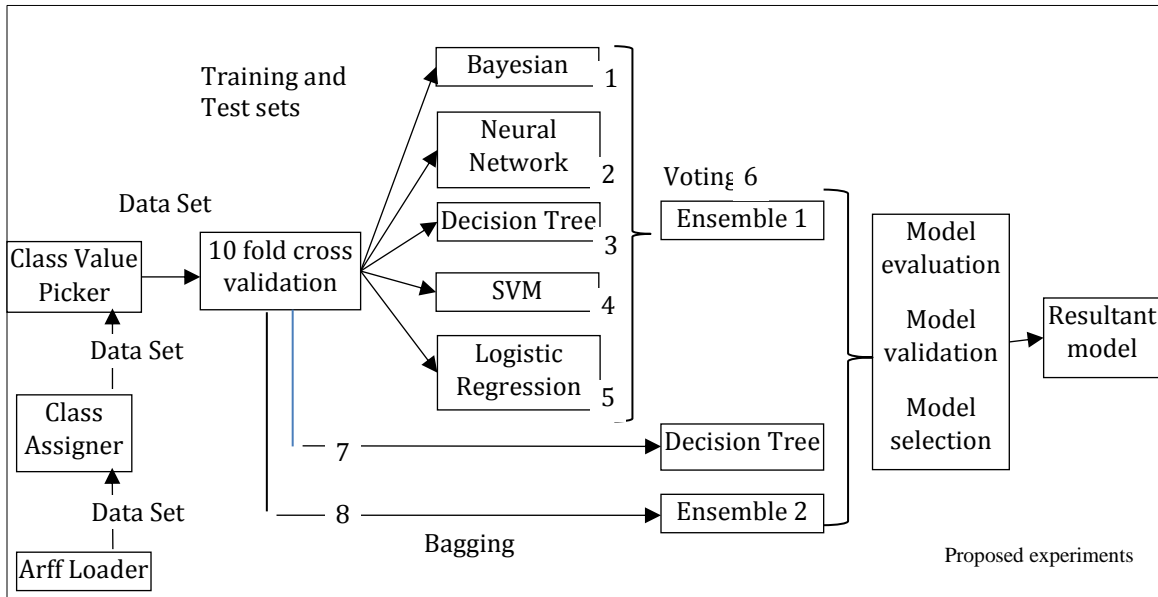 Training and
Test sets
Bayesian 1
Neural
Network 2
Decision Tree 3
SVM 4
Logistic
Regression 5
Voting 6
Ensemble 1
Data Set
Class Value
Picker
10 fold cross
validation
Data Set
Class
Assigner
Data Set
Arff Loader
7
Decision Tree
8
Ensemble 2
Bagging
Model
evaluation
Model
validation
Model
selection
Resultant
model
Proposed experiments